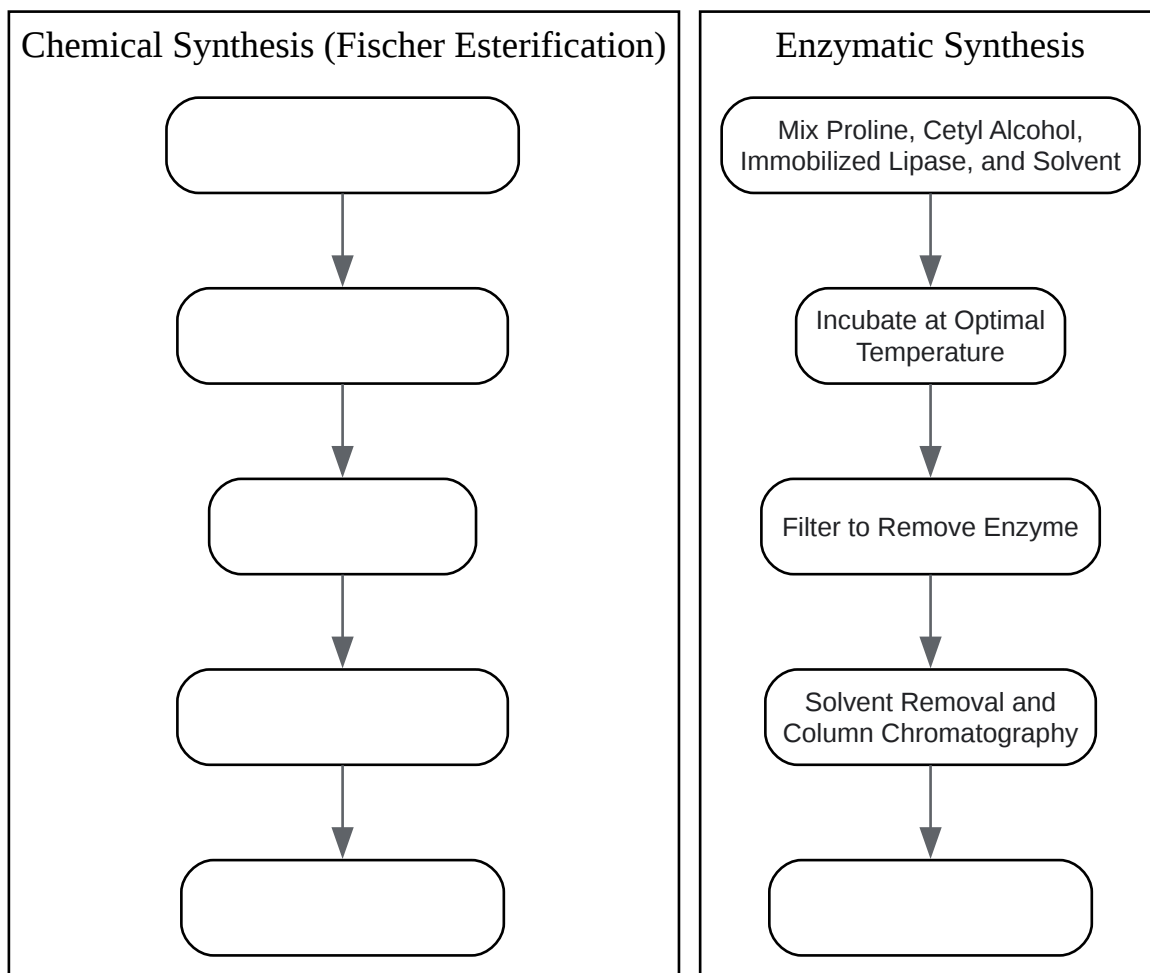 Chemical Synthesis (Fischer Esterification)
Enzymatic Synthesis
Mix Proline, Cetyl Alcohol,
Immobilized Lipase, and Solvent
Incubate at Optimal
Temperature
Filter to Remove Enzyme
Solvent Removal and
Column Chromatography